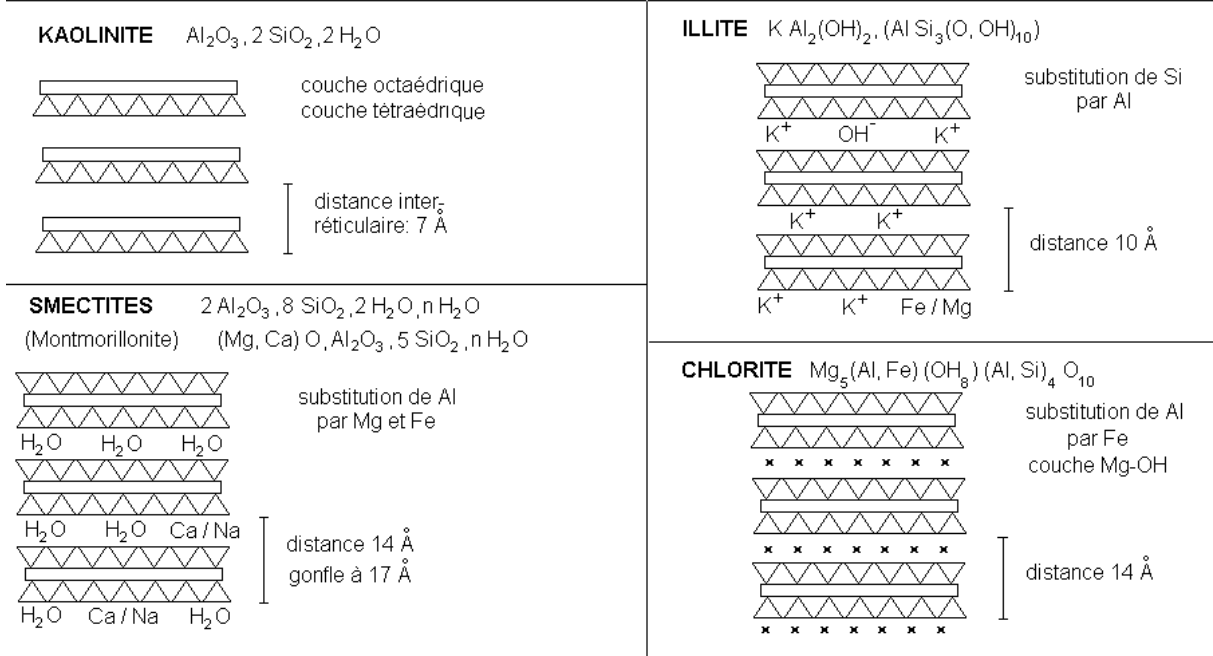 KAOLINITE Al₂O₃, 2 SiO₂, 2 H₂O
couche octaédrique
couche tétraédrique
distance inter-
réticulaire: 7 Å
SMECTITES 2 Al₂O₃, 8 SiO₂, 2 H₂O, n H₂O
(Montmorillonite) (Mg, Ca) O, Al₂O₃, 5 SiO₂, n H₂O
substitution de Al
par Mg et Fe
H₂O H₂O H₂O
H₂O H₂O Ca / Na
distance 14 Å
gonfle à 17 Å
H₂O Ca / Na H₂O
ILLITE K Al₂(OH)₂, (Al Si₃(O, OH)₁₀)
substitution de Si
par Al
K⁺ OH⁻ K⁺
K⁺ K⁺
distance 10 Å
K⁺ K⁺ Fe / Mg
CHLORITE Mg₅(Al, Fe) (OH₈) (Al, Si)₄ O₁₀
substitution de Al
par Fe
couche Mg-OH
distance 14 Å